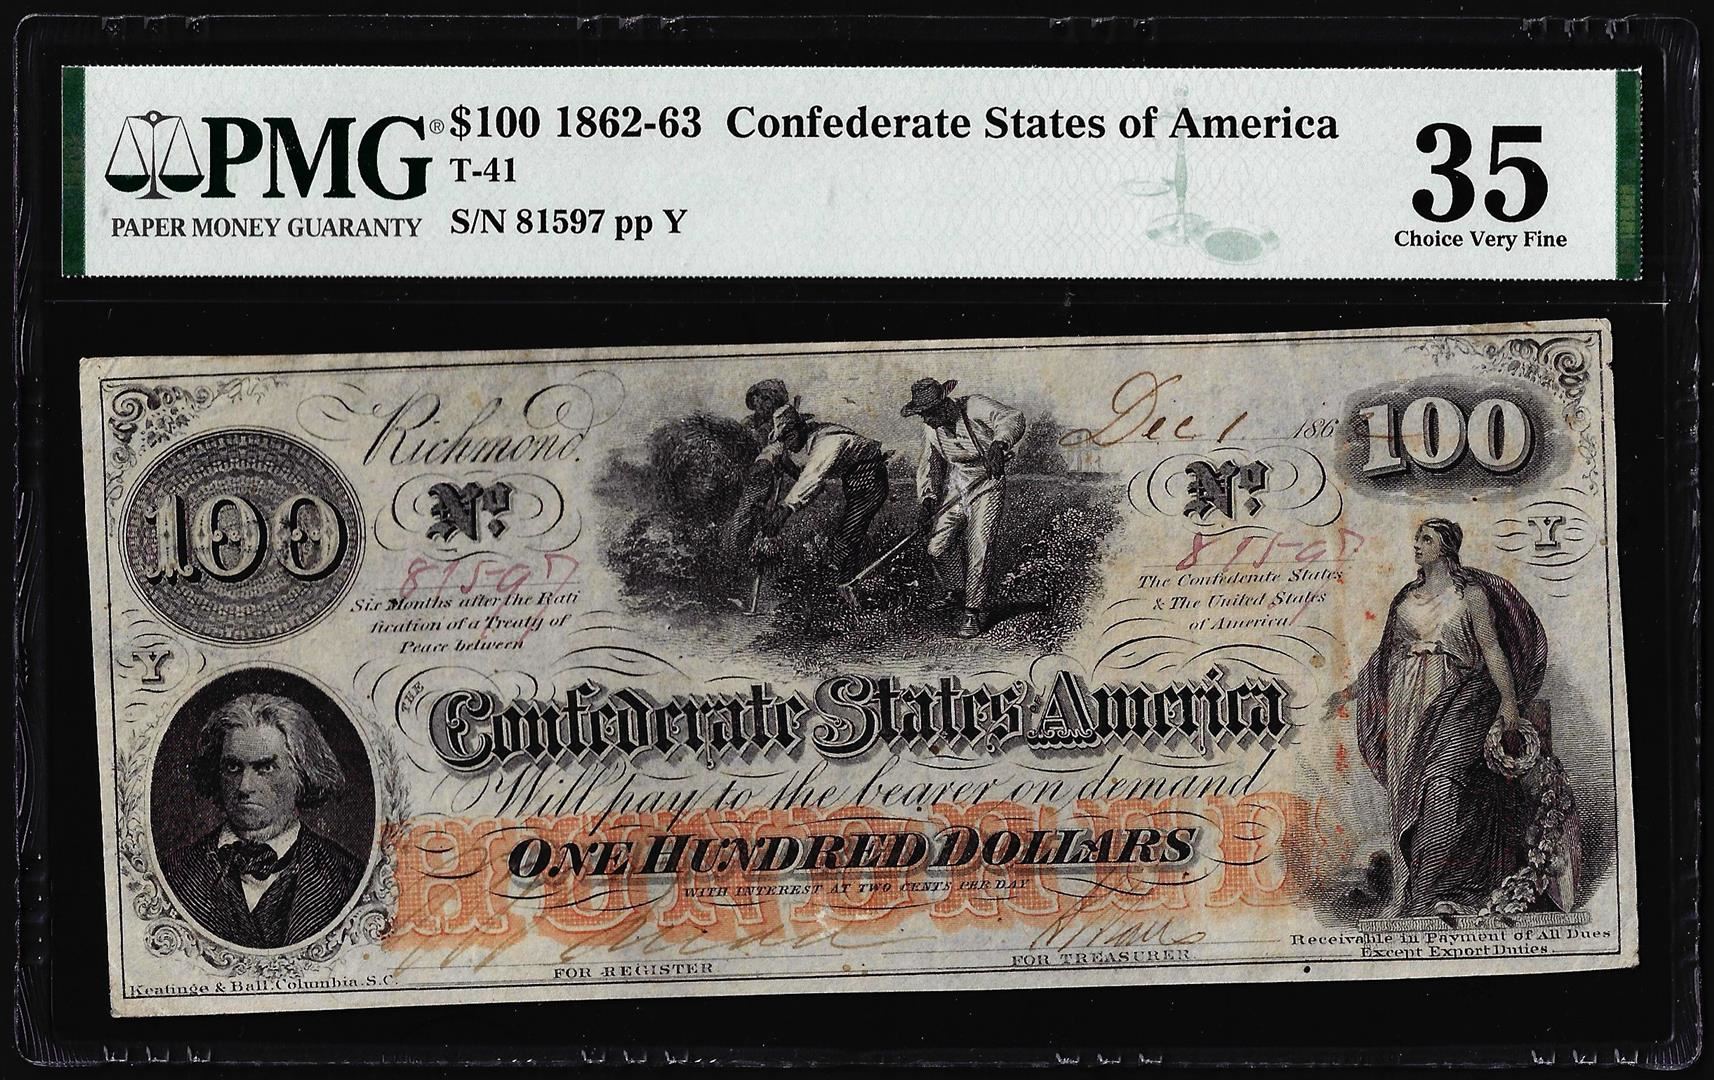 PMG® $100 1862-63 Confederate States of America
T-41
PAPER MONEY GUARANTY
S/N 81597 pp Y
35
Choice Very Fine
Richmond.
Dec 1 186
100
100
No.
No.
81597
81597
Six Months after the Rati
fication of a Treaty of
Peace between
The Confederate States
& The United States
of America,
Y
Y
THE
Confederate States America
Will pay to the bearer on demand
HUNDRED
ONE HUNDRED DOLLARS
WITH INTEREST AT TWO CENTS PER DAY
FOR REGISTER
FOR TREASURER
Receivable in Payment of All Dues
Except Export Duties.
Keatinge & Ball, Columbia. S.C.